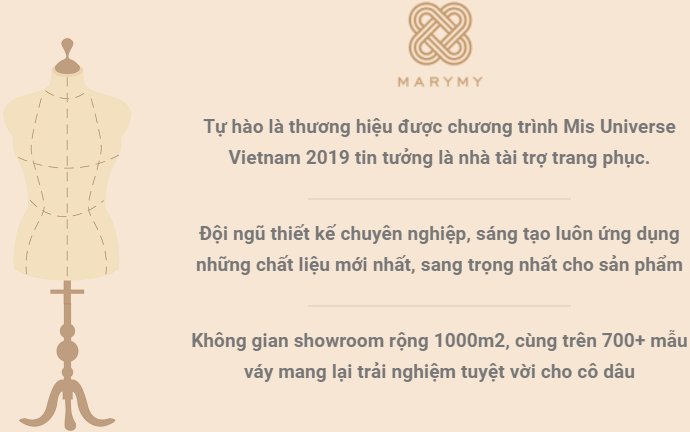 MARYMY
Tự hào là thương hiệu được chương trình Mis Universe
Vietnam 2019 tin tưởng là nhà tài trợ trang phục.
Đội ngũ thiết kế chuyên nghiệp, sáng tạo luôn ứng dụng
những chất liệu mới nhất, sang trọng nhất cho sản phẩm
Không gian showroom rộng 1000m2, cùng trên 700+ mẫu
váy mang lại trải nghiệm tuyệt vời cho cô dâu